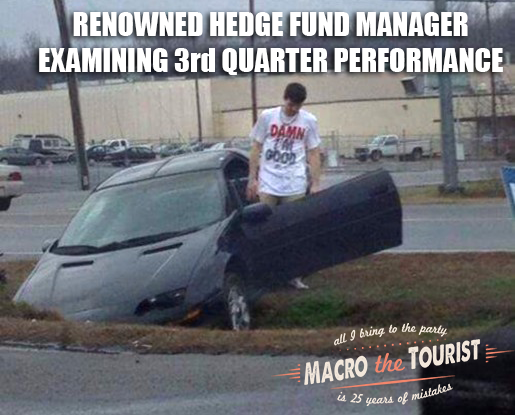 RENOWNED HEDGE FUND MANAGER
EXAMINING 3rd QUARTER PERFORMANCE
DAMN
I'M
GOOD
all I bring to the party
MACRO the TOURIST
is 25 years of mistakes